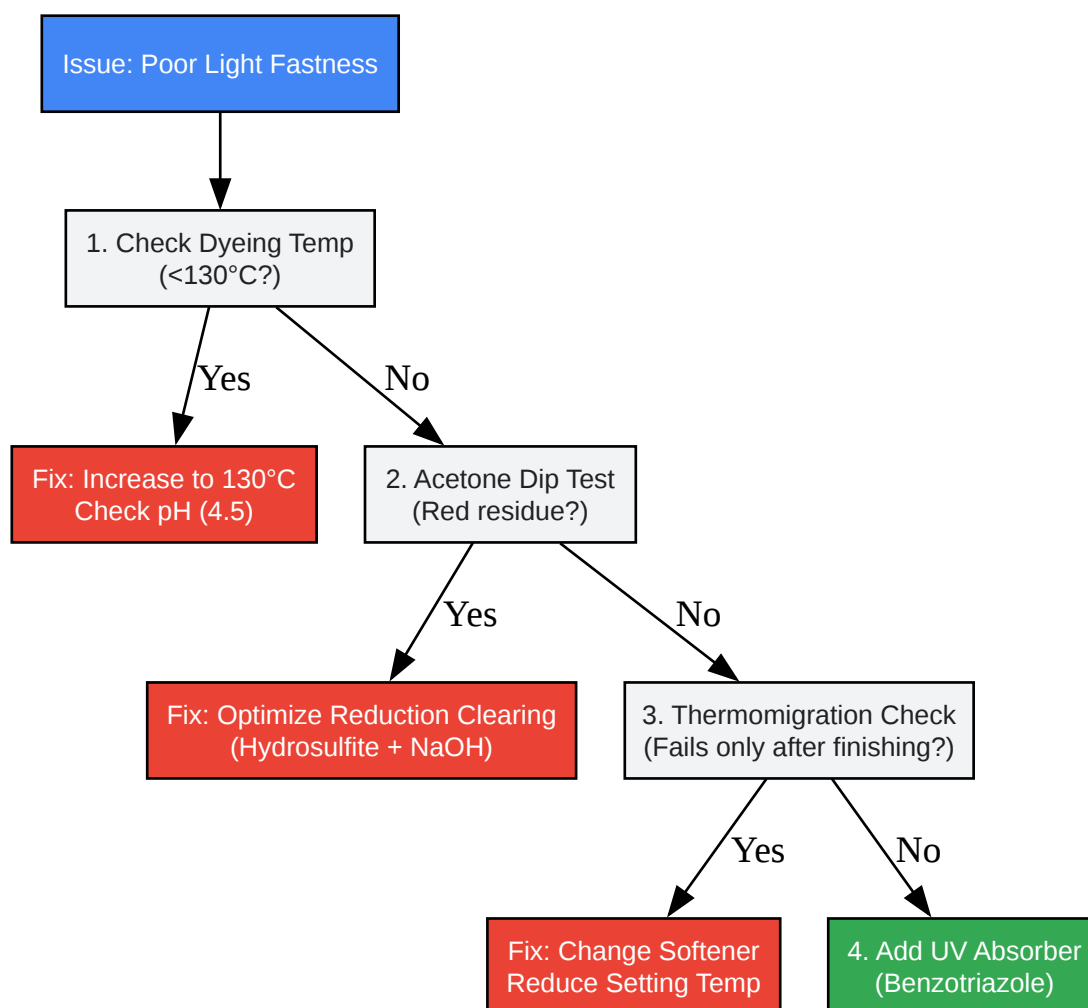 Issue: Poor Light Fastness
1. Check Dyeing Temp
(<130°C?)
Yes
No
Fix: Increase to 130°C
Check pH (4.5)
2. Acetone Dip Test
(Red residue?)
Yes
No
Fix: Optimize Reduction Clearing
(Hydrosulfite + NaOH)
3. Thermomigration Check
(Fails only after finishing?)
Yes
No
Fix: Change Softener
Reduce Setting Temp
4. Add UV Absorber
(Benzotriazole)